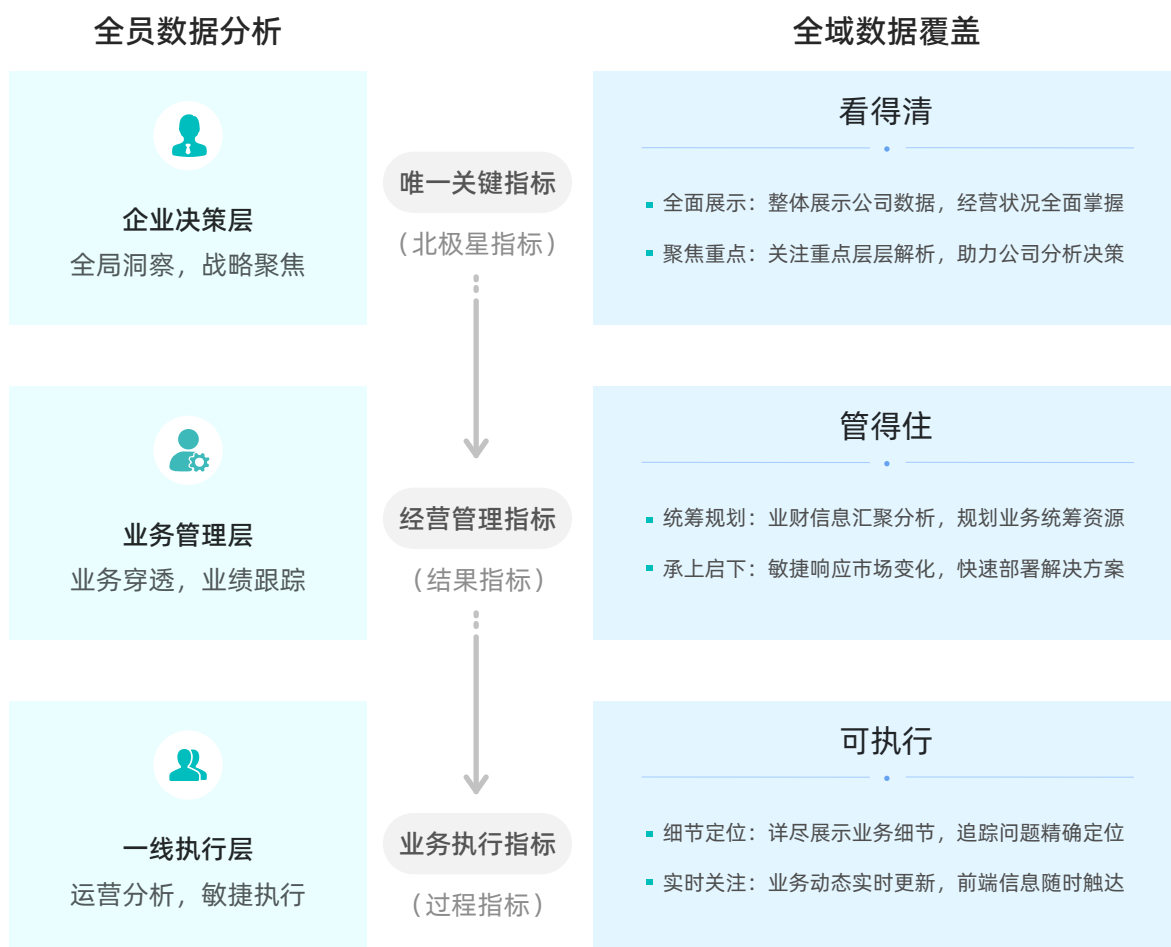 全员数据分析
全域数据覆盖
企业决策层
全局洞察，战略聚焦
唯一关键指标
（北极星指标）
看得清
全面展示：整体展示公司数据，经营状况全面掌握
聚焦重点：关注重点层层解析，助力公司分析决策
业务管理层
业务穿透，业绩跟踪
经营管理指标
（结果指标）
管得住
统筹规划：业财信息汇聚分析，规划业务统筹资源
承上启下：敏捷响应市场变化，快速部署解决方案
一线执行层
运营分析，敏捷执行
业务执行指标
（过程指标）
可执行
细节定位：详尽展示业务细节，追踪问题精确定位
实时关注：业务动态实时更新，前端信息随时触达